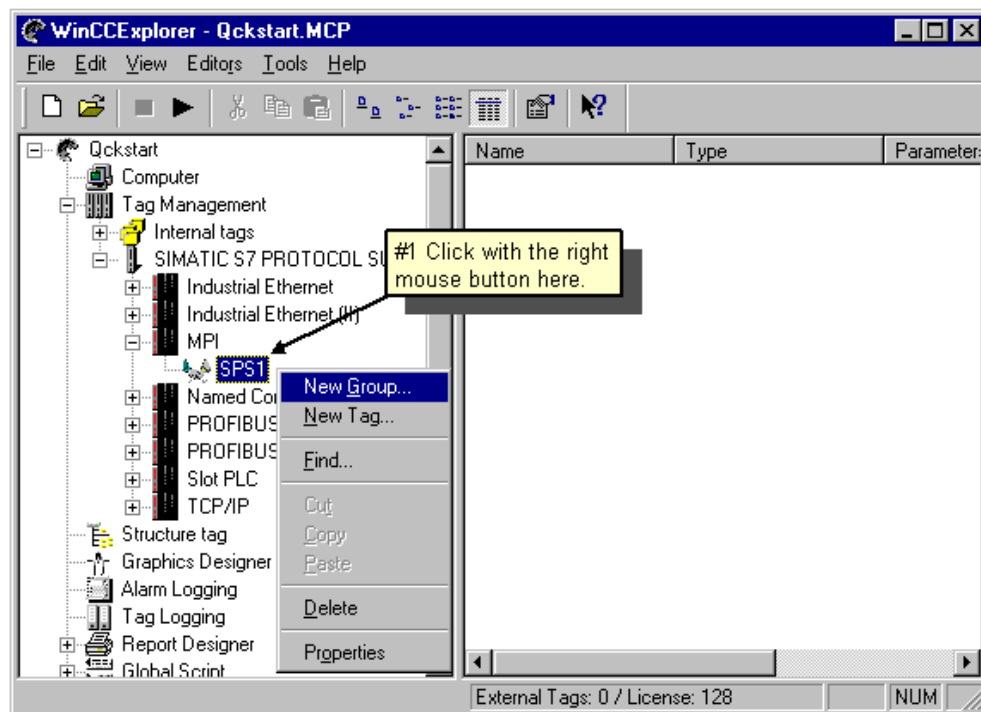 WinCCExplorer - Qckstart.MCP
File Edit View Editors Tools Help
Name Type Parameter
Qckstart
Computer
Tag Management
Internal tags
SIMATIC S7 PROTOCOL SU
#1 Click with the right
mouse button here.
Industrial Ethernet
Industrial Ethernet (II)
MPI
SPS1
New Group...
Named Co
New Tag...
PROFIBUS
PROFIBUS
Find...
Slot PLC
TCP/IP
Cut
Structure tag
Copy
Graphics Designer
Paste
Alarm Logging
Delete
Tag Logging
Report Designer
Properties
Global Script
External Tags: 0 / License: 128 NUM